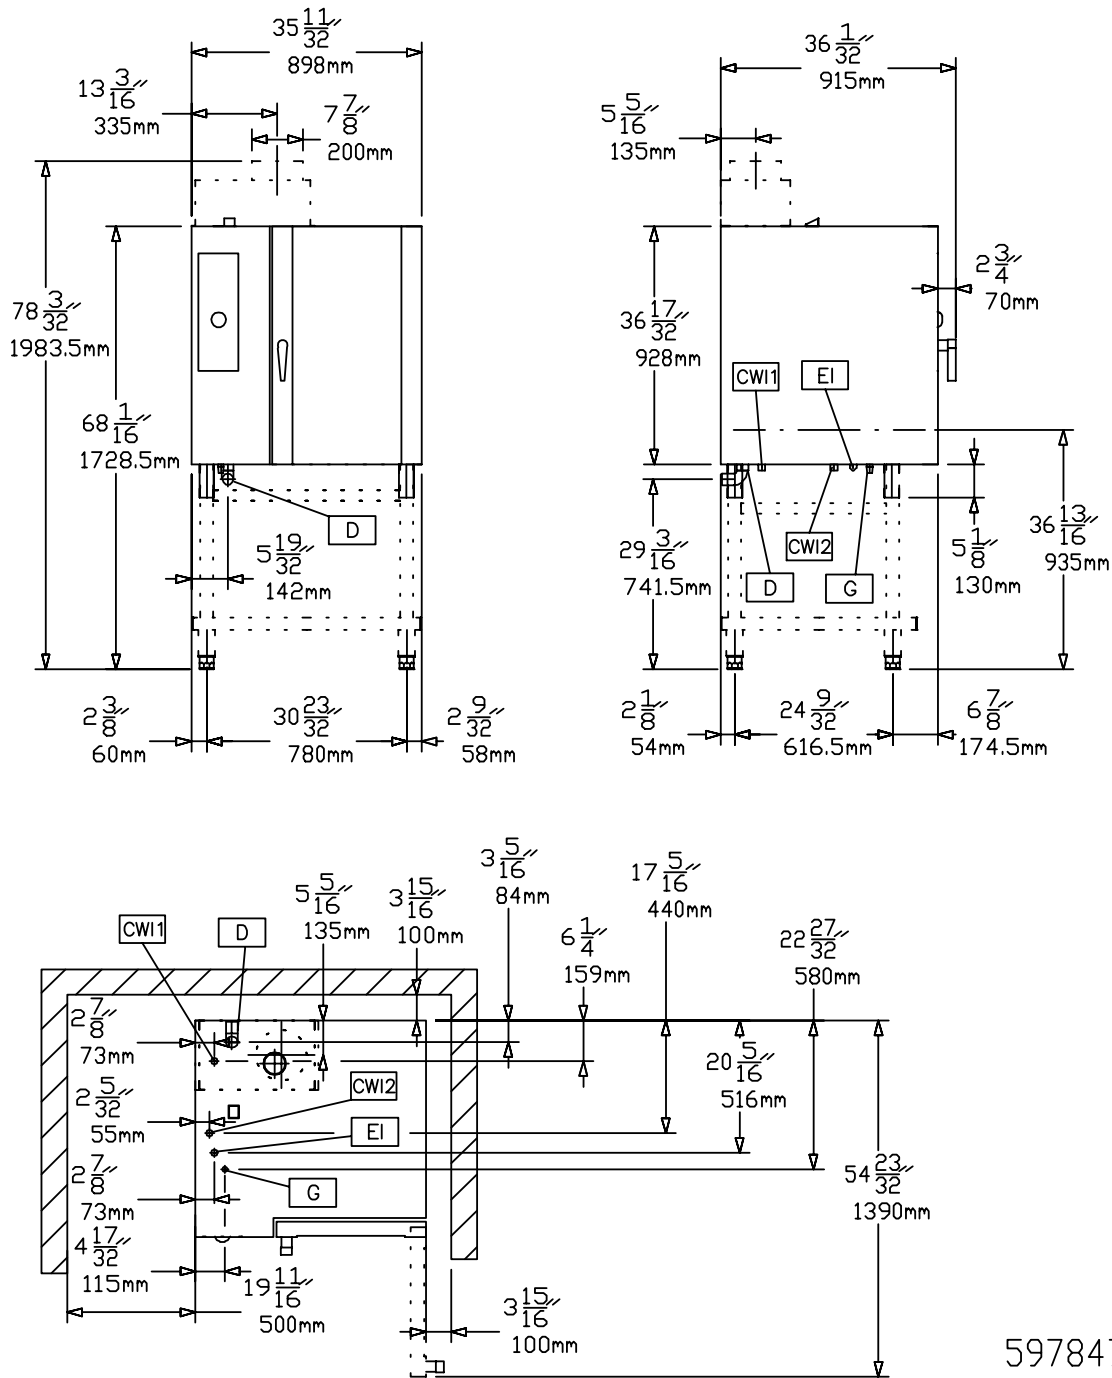 35 11/32″
898mm
13 3/16″
335mm
7 7/8″
200mm
78 3/32″
1983.5mm
68 1/16″
1728.5mm
D
5 19/32″
142mm
2 3/8″
60mm
30 23/32″
780mm
2 9/32″
58mm
36 1/32″
915mm
5 5/16″
135mm
2 3/4″
70mm
36 17/32″
928mm
CWI1
EI
CWI2
D
G
29 3/16″
741.5mm
5 1/8″
130mm
36 13/16″
935mm
2 1/8″
54mm
24 9/32″
616.5mm
6 7/8″
174.5mm
3 5/16″
84mm
17 5/16″
440mm
5 5/16″
135mm
3 15/16″
100mm
6 1/4″
159mm
22 27/32″
580mm
CWI1
D
2 7/8″
73mm
20 5/16″
516mm
2 5/32″
55mm
CWI2
EI
2 7/8″
73mm
G
54 23/32″
1390mm
4 17/32″
115mm
19 11/16″
500mm
3 15/16″
100mm
597847